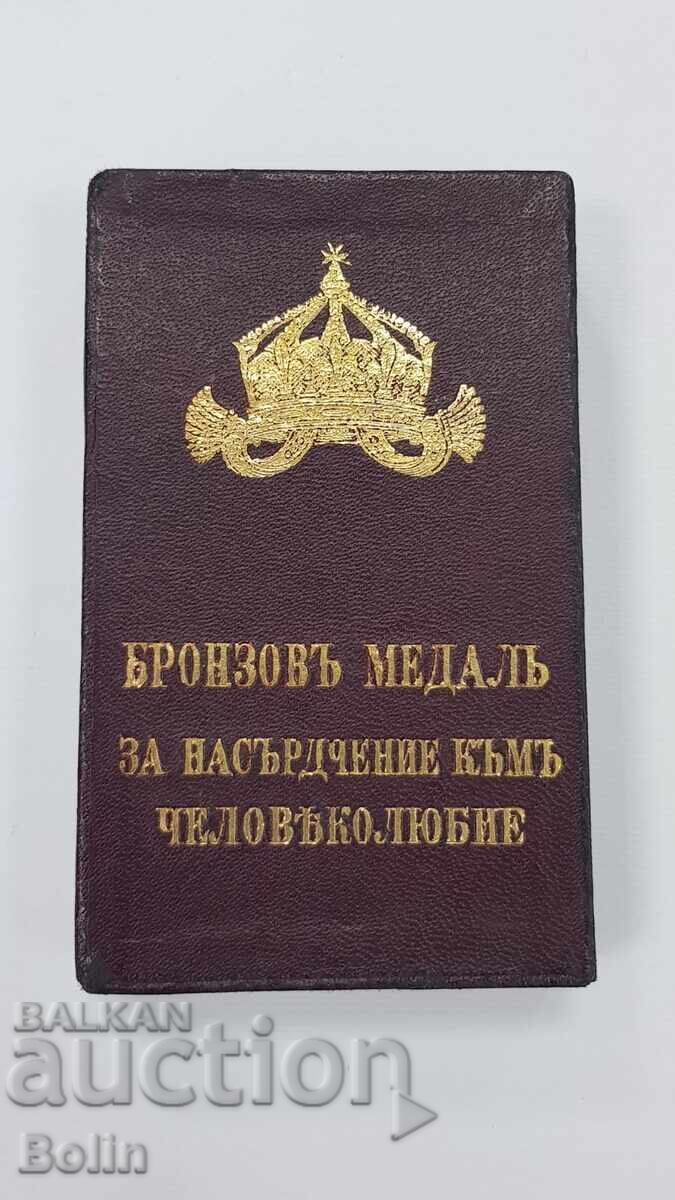 БРОНЗОВЪ МЕДАЛЬ
ЗА НАСЪРДЧЕНИЕ КЪМЪ
ЧЕЛОВѢКОЛЮБИЕ
BALKAN
auction
Bolin